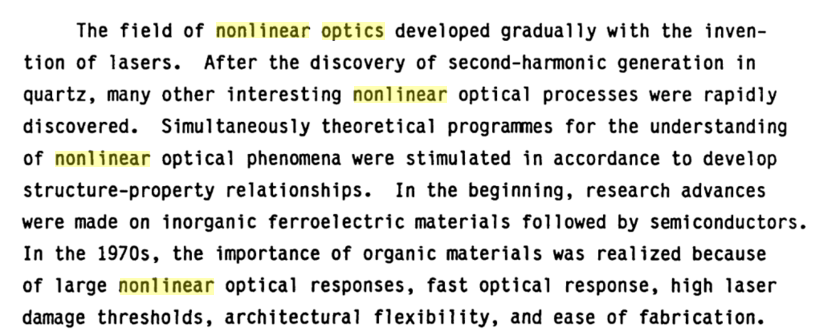 The field of nonlinear optics developed gradually with the inven-
tion of lasers. After the discovery of second-harmonic generation in
quartz, many other interesting nonlinear optical processes were rapidly
discovered. Simultaneously theoretical programmes for the understanding
of nonlinear optical phenomena were stimulated in accordance to develop
structure-property relationships. In the beginning, research advances
were made on inorganic ferroelectric materials followed by semiconductors.
In the 1970s, the importance of organic materials was realized because
of large nonlinear optical responses, fast optical response, high laser
damage thresholds, architectural flexibility, and ease of fabrication.